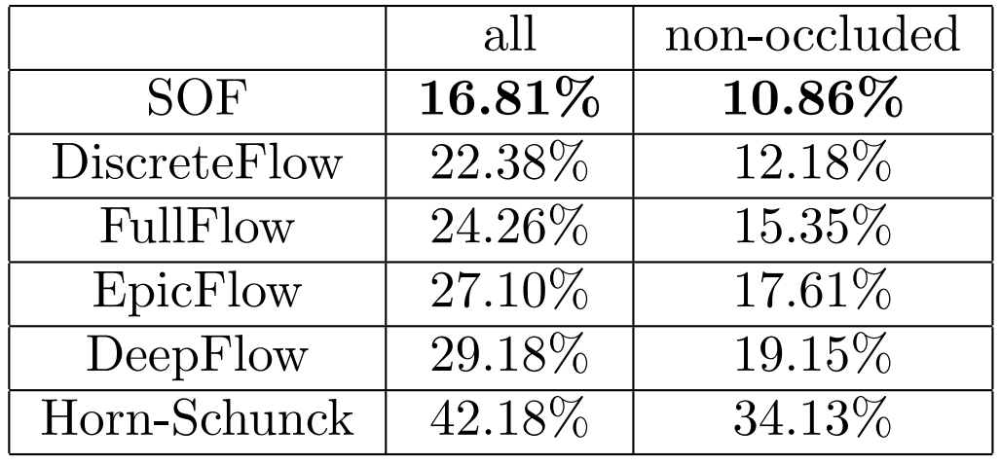 all non-occluded
SOF 16.81% 10.86%
DiscreteFlow 22.38% 12.18%
FullFlow 24.26% 15.35%
EpicFlow 27.10% 17.61%
DeepFlow 29.18% 19.15%
Horn-Schunck 42.18% 34.13%